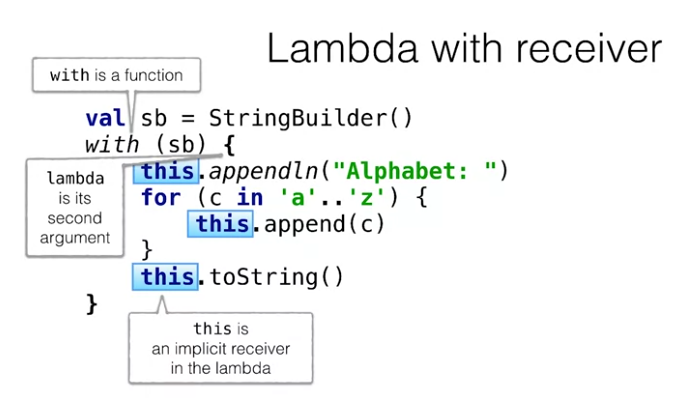 Lambda with receiver
with is a function
val sb = StringBuilder()
with (sb) {
this.appendln("Alphabet: ")
for (c in 'a'..'z') {
this.append(c)
}
this.toString()
}
lambda
is its
second
argument
this is
an implicit receiver
in the lambda